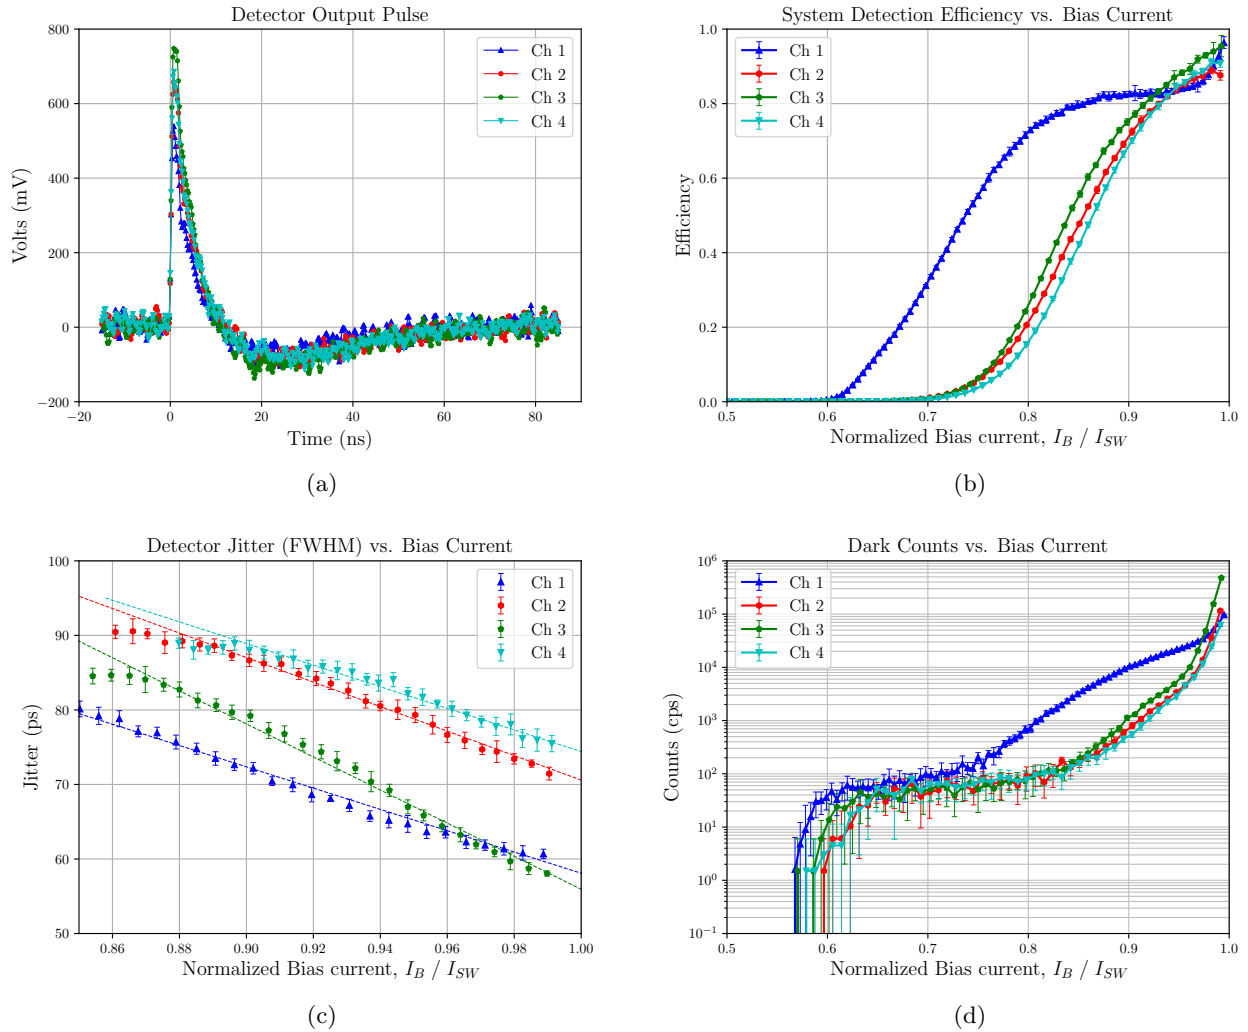 Detector Output Pulse
800
600
400
200
0
−200
−20
0
20
40
60
80
Volts (mV)
Time (ns)
Ch 1
Ch 2
Ch 3
Ch 4
(a)
System Detection Efficiency vs. Bias Current
1.0
0.8
0.6
0.4
0.2
0.0
0.5
0.6
0.7
0.8
0.9
1.0
Efficiency
Normalized Bias current, I_B / I_SW
Ch 1
Ch 2
Ch 3
Ch 4
(b)
Detector Jitter (FWHM) vs. Bias Current
100
90
80
70
60
50
0.86
0.88
0.90
0.92
0.94
0.96
0.98
1.00
Jitter (ps)
Normalized Bias current, I_B / I_SW
Ch 1
Ch 2
Ch 3
Ch 4
(c)
Dark Counts vs. Bias Current
10^6
10^5
10^4
10^3
10^2
10^1
10^0
10^−1
0.5
0.6
0.7
0.8
0.9
1.0
Counts (cps)
Normalized Bias current, I_B / I_SW
Ch 1
Ch 2
Ch 3
Ch 4
(d)